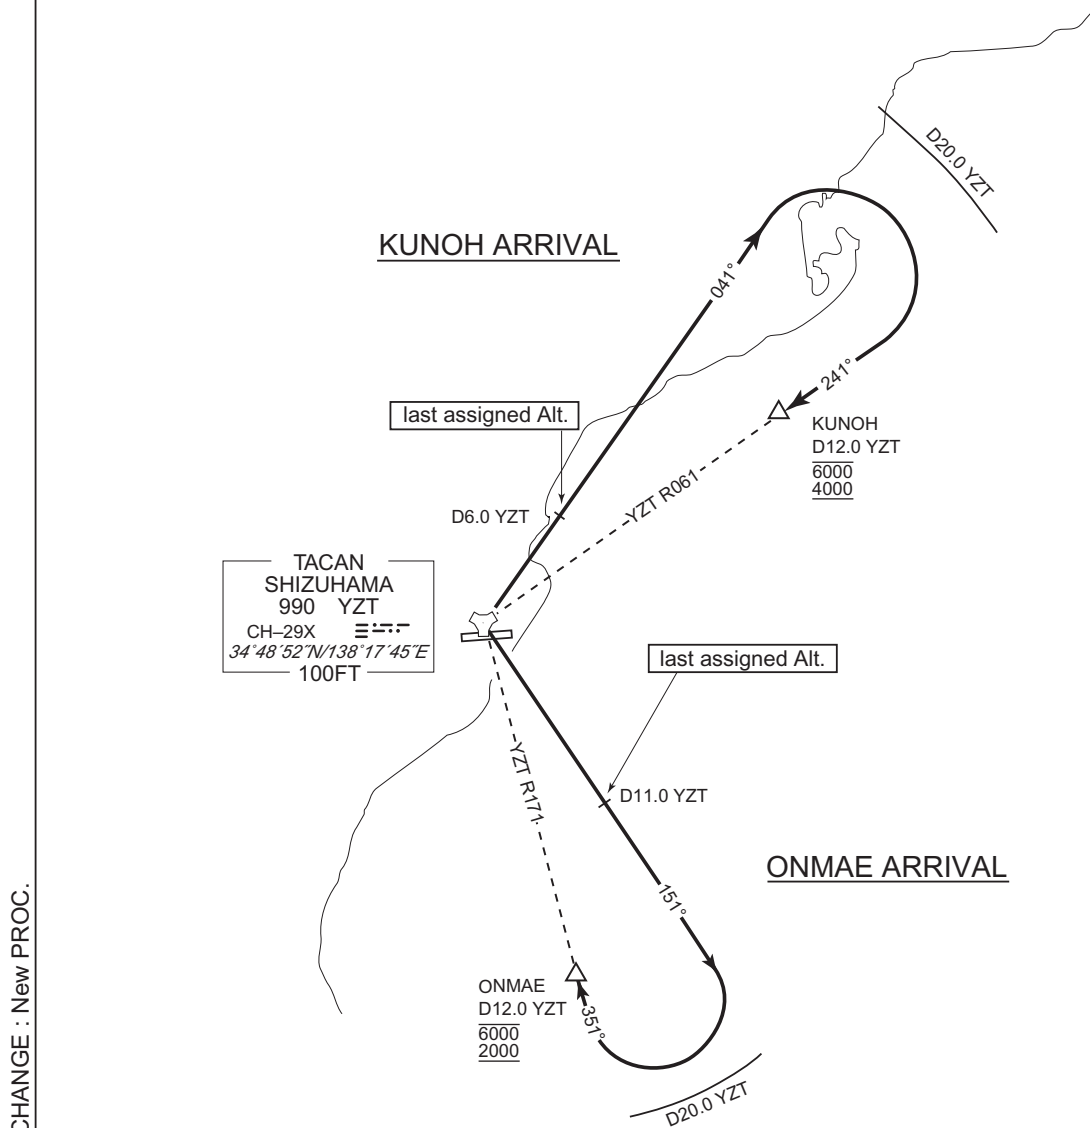 D20.0 YZT
KUNOH ARRIVAL
041°
241°
last assigned Alt.
KUNOH
D12.0 YZT
6000
4000
YZT R061
D6.0 YZT
TACAN
SHIZUHAMA
990 YZT
CH–29X
34°48´52˝N/138°17´45˝E
100FT
last assigned Alt.
YZT R171
D11.0 YZT
ONMAE ARRIVAL
151°
ONMAE
D12.0 YZT
6000
2000
351°
D20.0 YZT
CHANGE : New PROC.